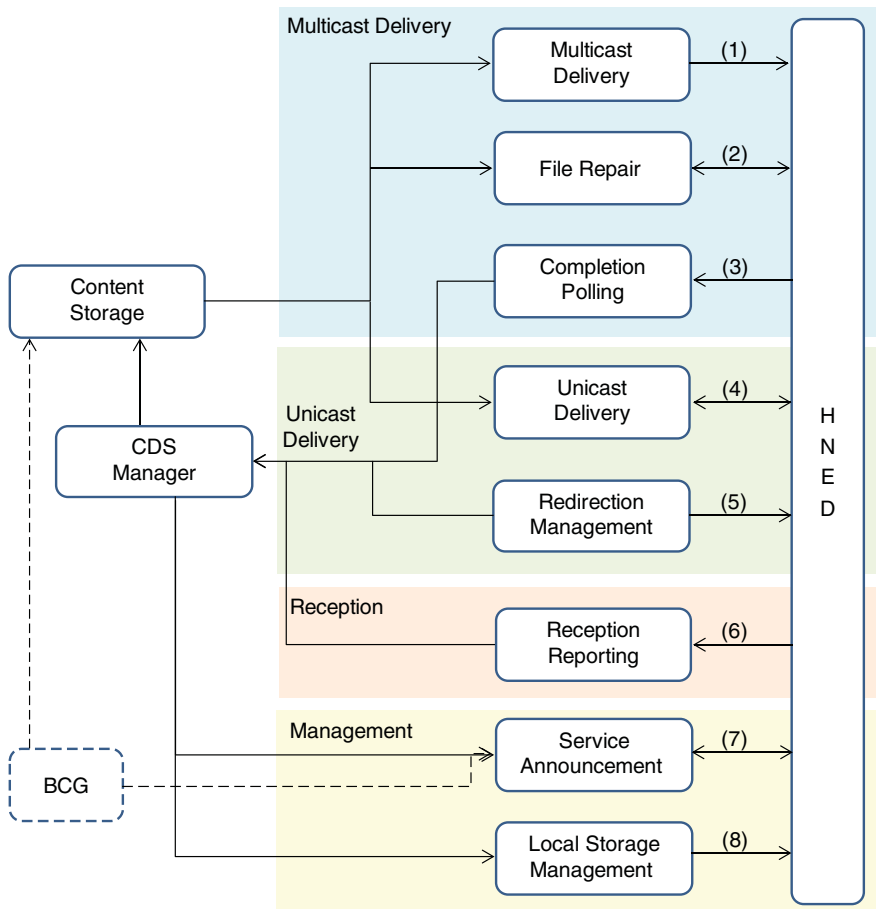 Multicast Delivery
Multicast
Delivery
(1)
File Repair
(2)
Completion
Polling
(3)
Content
Storage
Unicast
Delivery
(4)
Unicast
Delivery
CDS
Manager
Redirection
Management
(5)
H
N
E
D
Reception
Reception
Reporting
(6)
Management
Service
Announcement
(7)
BCG
Local Storage
Management
(8)